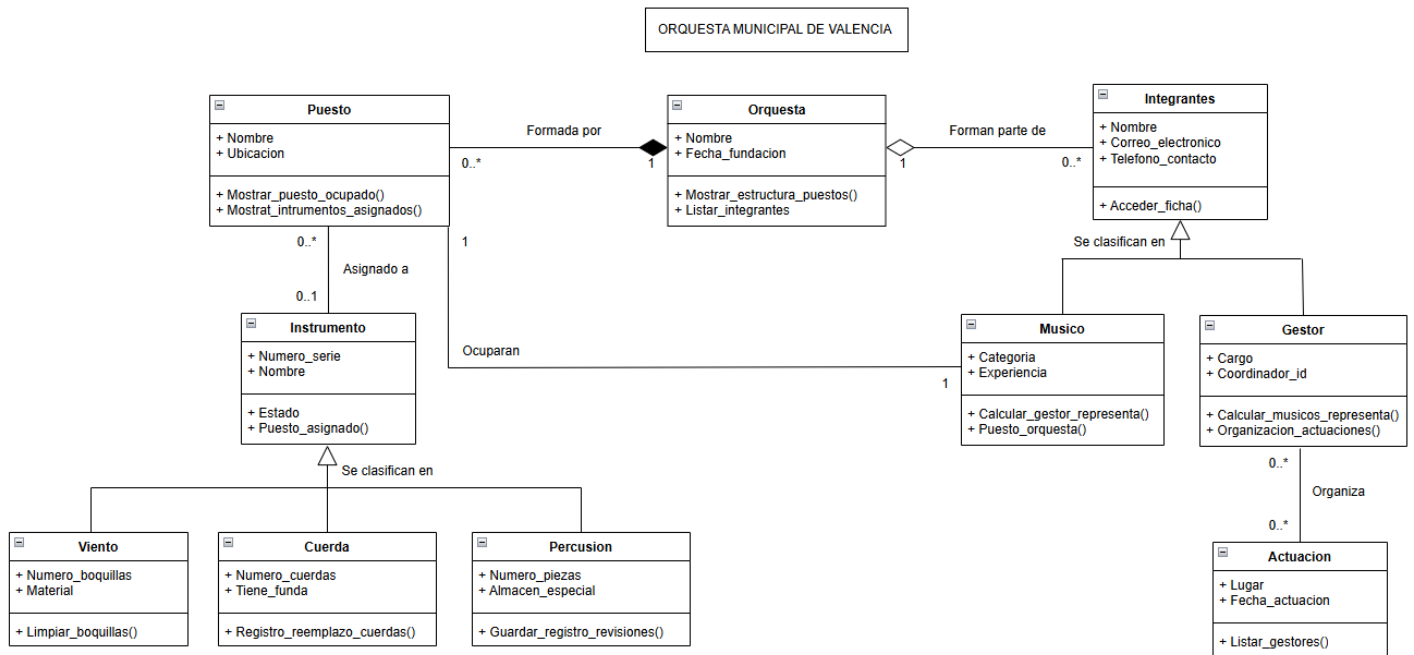 ORQUESTA MUNICIPAL DE VALENCIA
Puesto
+ Nombre
+ Ubicacion
+ Mostrar_puesto_ocupado()
+ Mostrat_intrumentos_asignados()
Formada por
0..*
1
Orquesta
+ Nombre
+ Fecha_fundacion
+ Mostrar_estructura_puestos()
+ Listar_integrantes
Forman parte de
1
0..*
Integrantes
+ Nombre
+ Correo_electronico
+ Telefono_contacto
+ Acceder_ficha()
0..*
Asignado a
0..1
1
Ocuparan
1
Se clasifican en
Instrumento
+ Numero_serie
+ Nombre
+ Estado
+ Puesto_asignado()
Musico
+ Categoria
+ Experiencia
+ Calcular_gestor_representa()
+ Puesto_orquesta()
Gestor
+ Cargo
+ Coordinador_id
+ Calcular_musicos_representa()
+ Organizacion_actuaciones()
Se clasifican en
0..*
Organiza
0..*
Viento
+ Numero_boquillas
+ Material
+ Limpiar_boquillas()
Cuerda
+ Numero_cuerdas
+ Tiene_funda
+ Registro_reemplazo_cuerdas()
Percusion
+ Numero_piezas
+ Almacen_especial
+ Guardar_registro_revisiones()
Actuacion
+ Lugar
+ Fecha_actuacion
+ Listar_gestores()